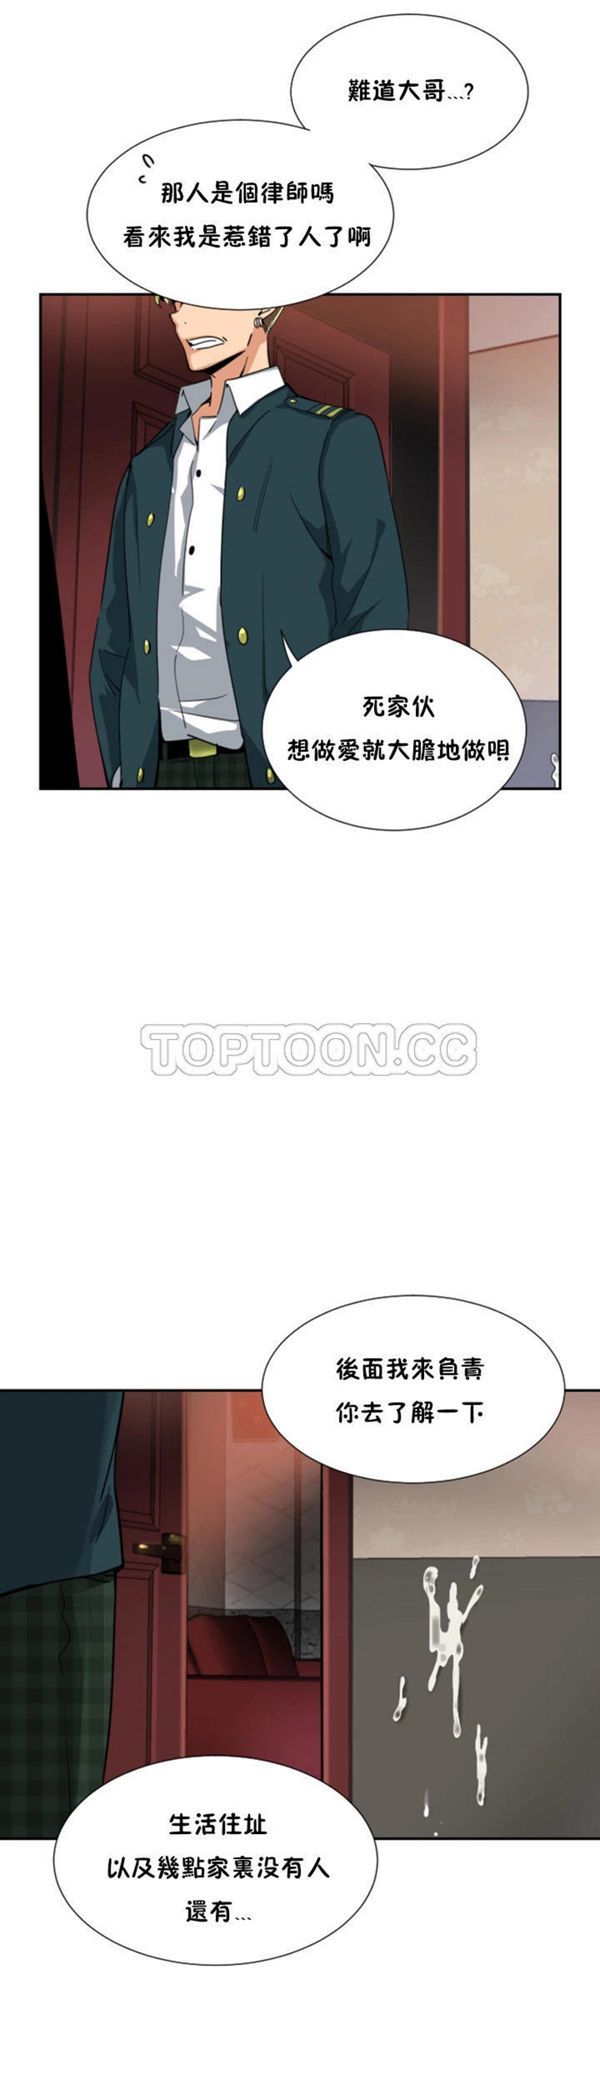 難道大哥...?
那人是個律師嗎
看來我是惹錯了人了啊
死家伙
想做愛就大膽地做唄
TOPTOON.CC
後面我來負責
你去了解一下
生活住址
以及幾點家裏没有人
還有...